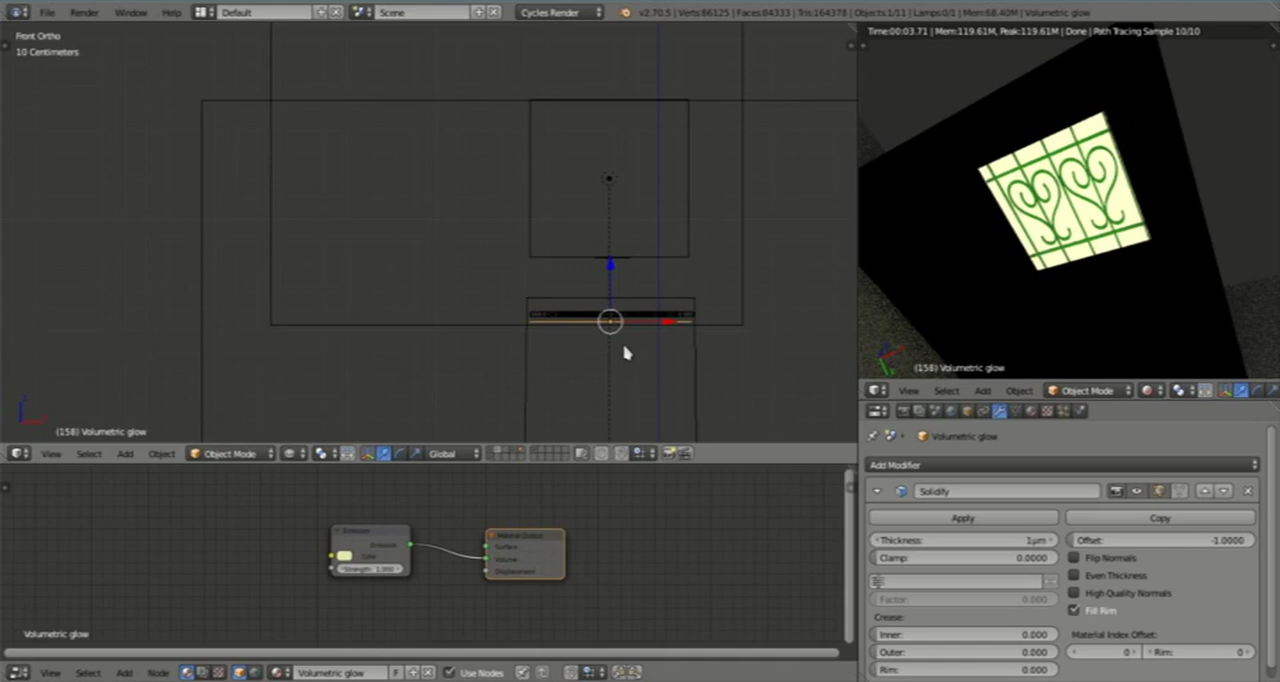 File Render Window Help Default Scene Cycles Render v2.70.5 | Verts:86125 | Faces:84333 | Tris:164378 | Objects:1/11 | Lamps:0/1 | Mem:68.40M | Volumetric glow
Front Ortho
10 Centimeters
Time:00:03.71 | Mem:119.61M, Peak:119.61M | Done | Path Tracing Sample 10/10
(158) Volumetric glow
(158) Volumetric glow
View Select Add Object Object Mode
View Select Add Object Object Mode Global
Volumetric glow
Add Modifier
Solidify
Apply Copy
Thickness: 1µm Offset: -1.0000
Clamp: 0.0000 Flip Normals
Even Thickness
Factor: 0.000 High Quality Normals
Crease: Fill Rim
Inner: 0.000 Material Index Offset:
Outer: 0.000 0 Rim: 0
Rim: 0.000
Emission
Emission
Color
Strength: 1.000
Material Output
Surface
Volume
Displacement
Volumetric glow
View Select Add Node Volumetric glow F Use Nodes